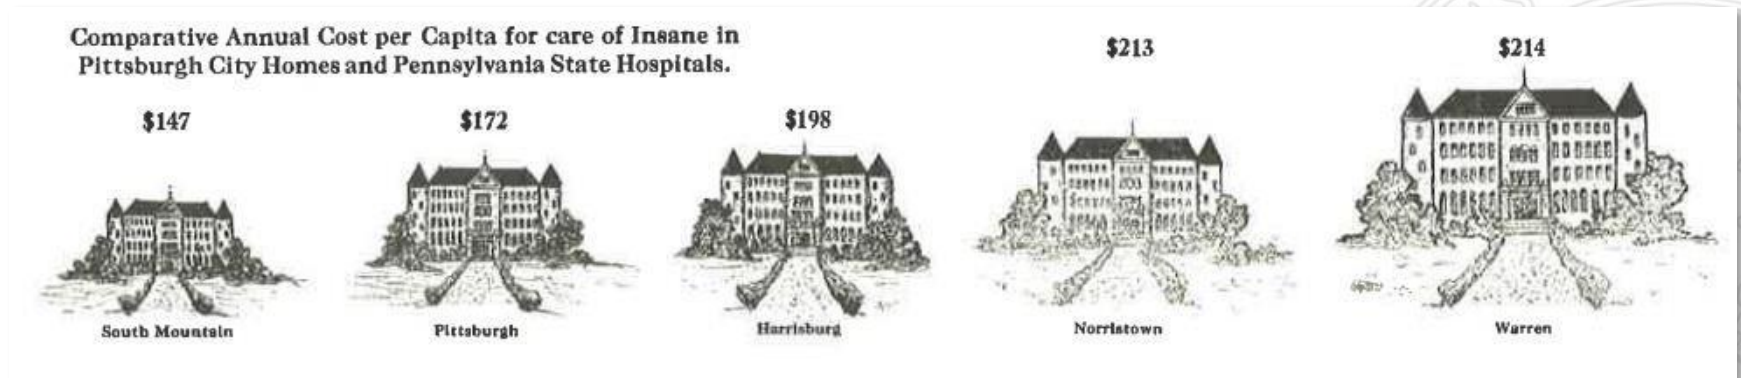 Comparative Annual Cost per Capita for care of Insane in
Pittsburgh City Homes and Pennsylvania State Hospitals.
$147
$172
$198
$213
$214
South Mountain
Pittsburgh
Harrisburg
Norristown
Warren